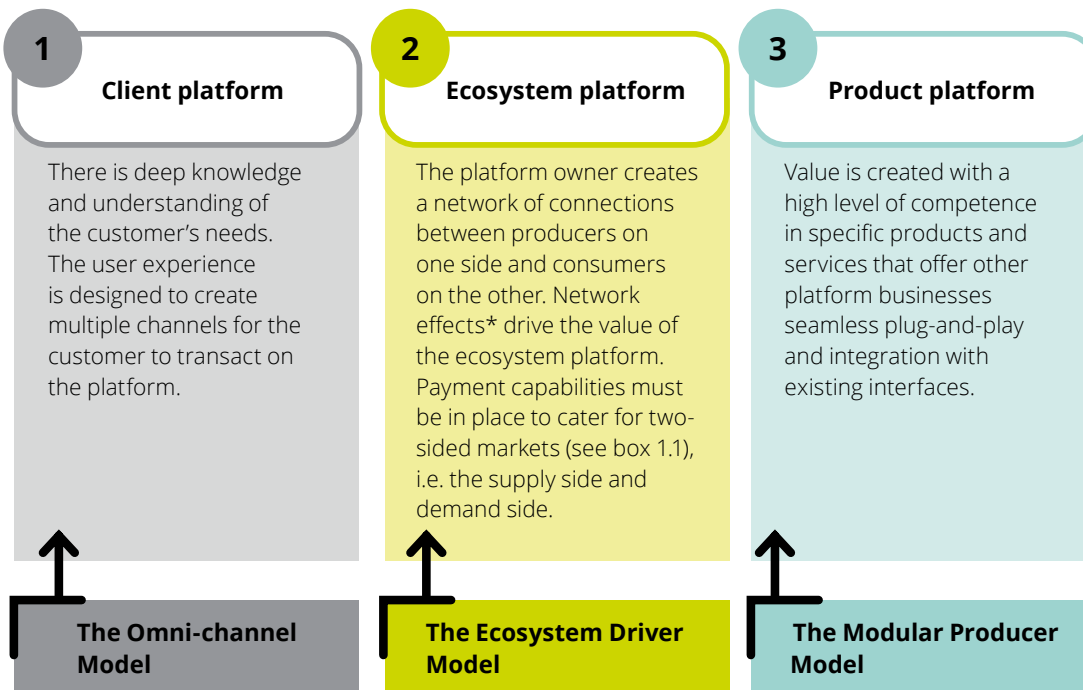 1
Client platform
There is deep knowledge
and understanding of
the customer’s needs.
The user experience
is designed to create
multiple channels for the
customer to transact on
the platform.
The Omni-channel
Model
2
Ecosystem platform
The platform owner creates
a network of connections
between producers on
one side and consumers
on the other. Network
effects* drive the value of
the ecosystem platform.
Payment capabilities must
be in place to cater for two-
sided markets (see box 1.1),
i.e. the supply side and
demand side.
The Ecosystem Driver
Model
3
Product platform
Value is created with a
high level of competence
in specific products and
services that offer other
platform businesses
seamless plug-and-play
and integration with
existing interfaces.
The Modular Producer
Model